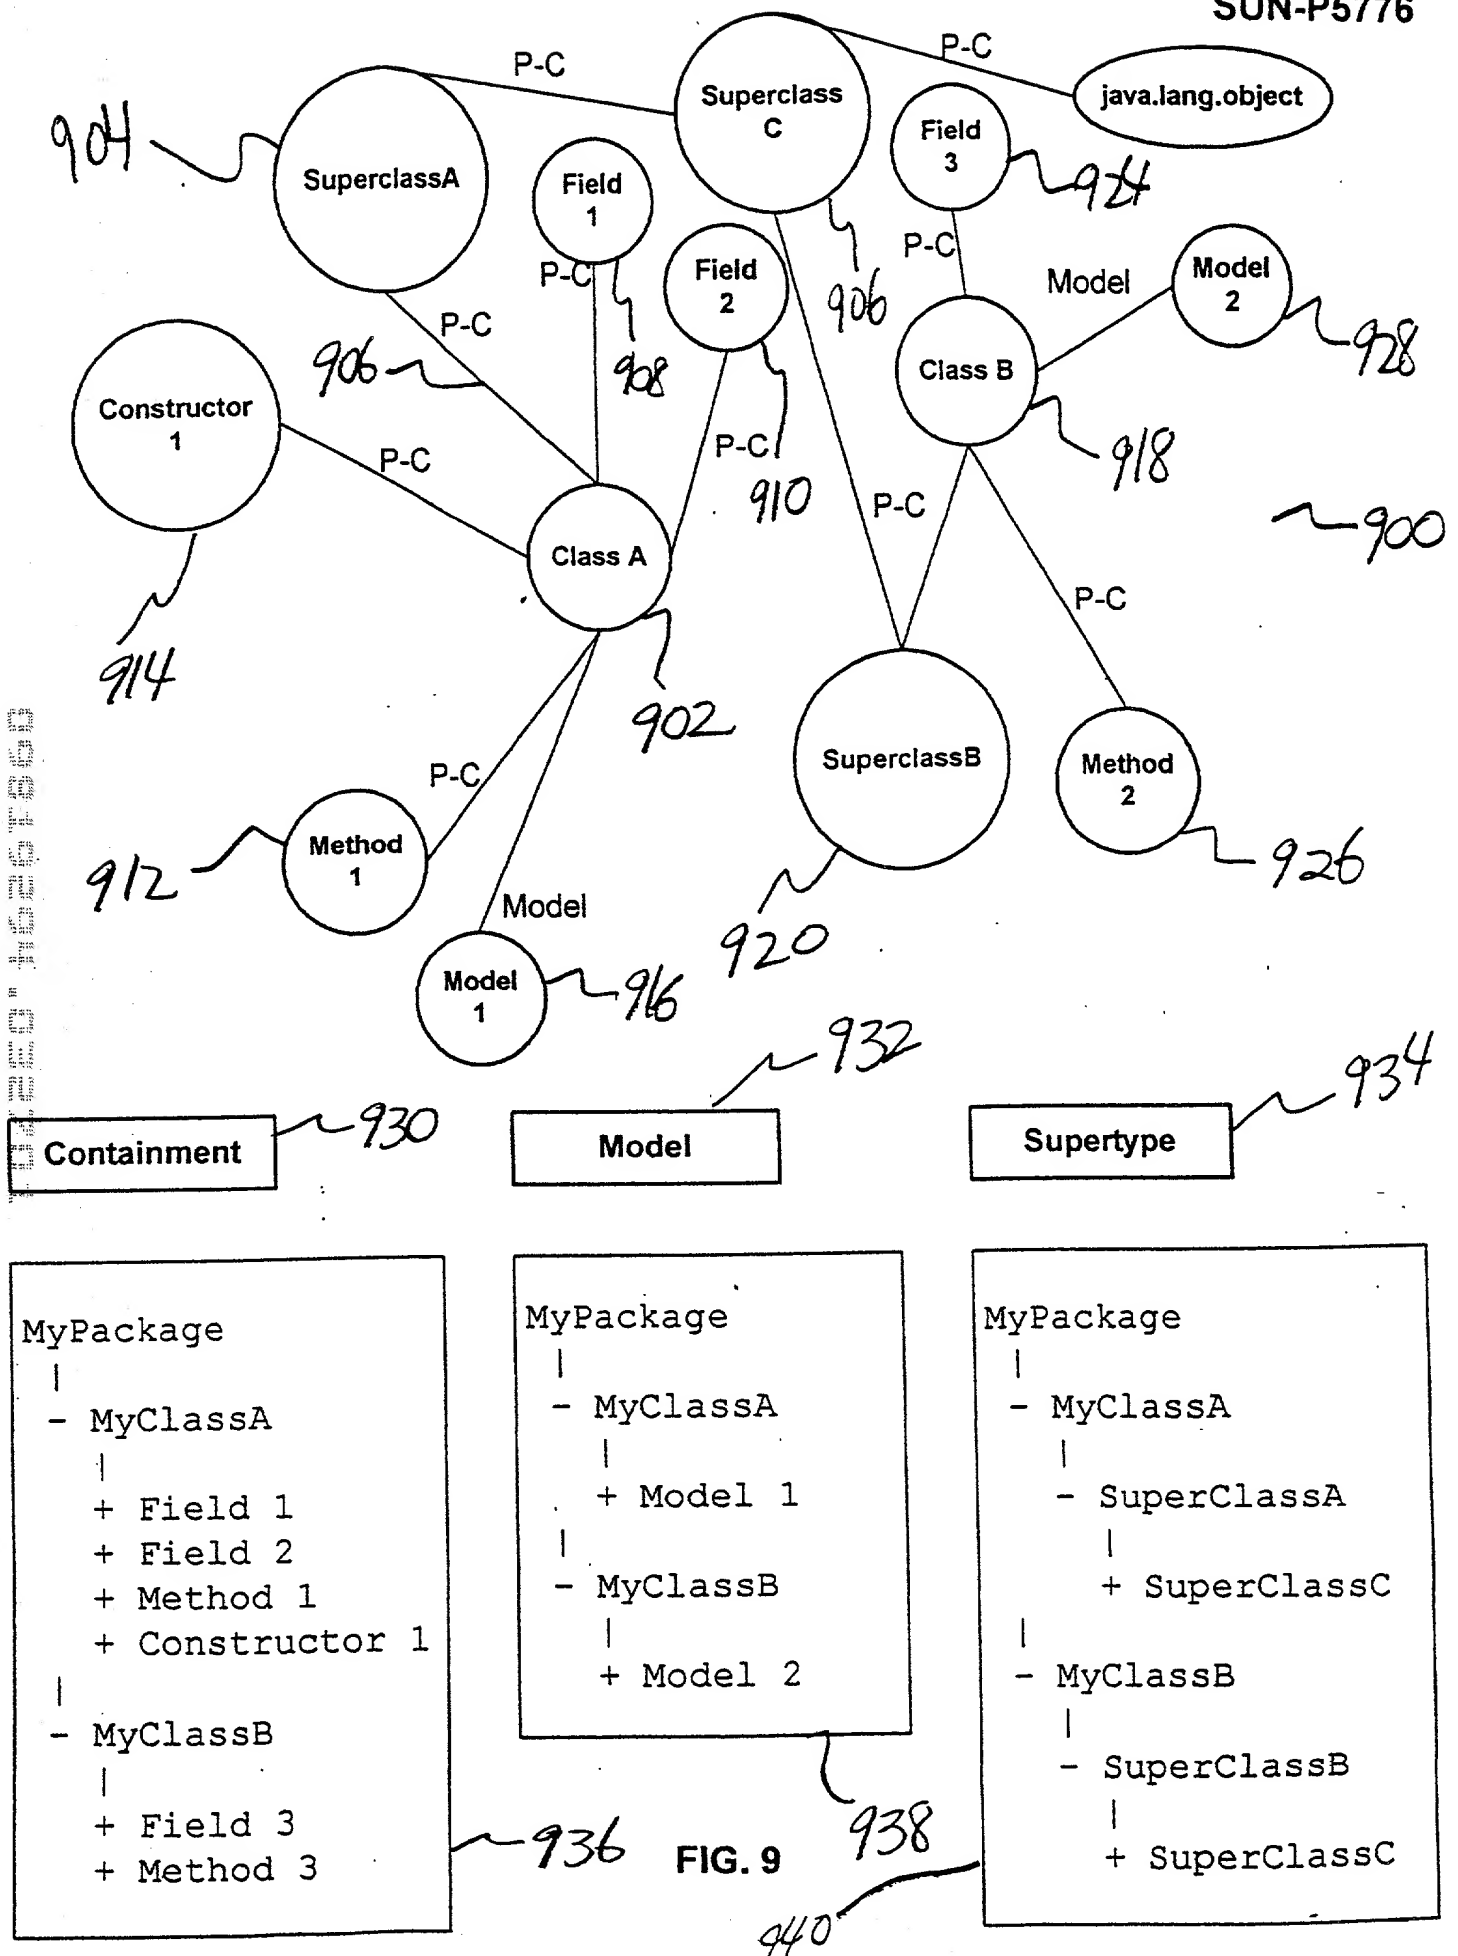 SUN-P5776
P-C
P-C
Superclass
C
java.lang.object
Field
3
904
SuperclassA
Field
1
924
P-C
P-C
Field
2
906
Model
Model
2
P-C
906
908
928
Class B
Constructor
1
P-C
P-C
910
918
P-C
900
Class A
P-C
914
902
P-C
SuperclassB
Method
2
Method
1
912
926
Model
920
Model
1
916
932
934
930
Containment
Model
Supertype
MyPackage
|
- MyClassA
|
+ Field 1
+ Field 2
+ Method 1
+ Constructor 1
|
- MyClassB
|
+ Field 3
+ Method 3
936
MyPackage
|
- MyClassA
|
+ Model 1
|
- MyClassB
|
+ Model 2
938
MyPackage
|
- MyClassA
|
- SuperClassA
|
+ SuperClassC
|
- MyClassB
|
- SuperClassB
|
+ SuperClassC
940
FIG. 9